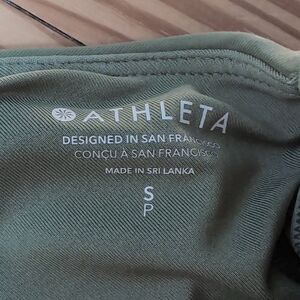 ATHLETA
DESIGNED IN SAN FRANCISCO
CONÇU À SAN FRANCISCO
MADE IN SRI LANKA
S
P